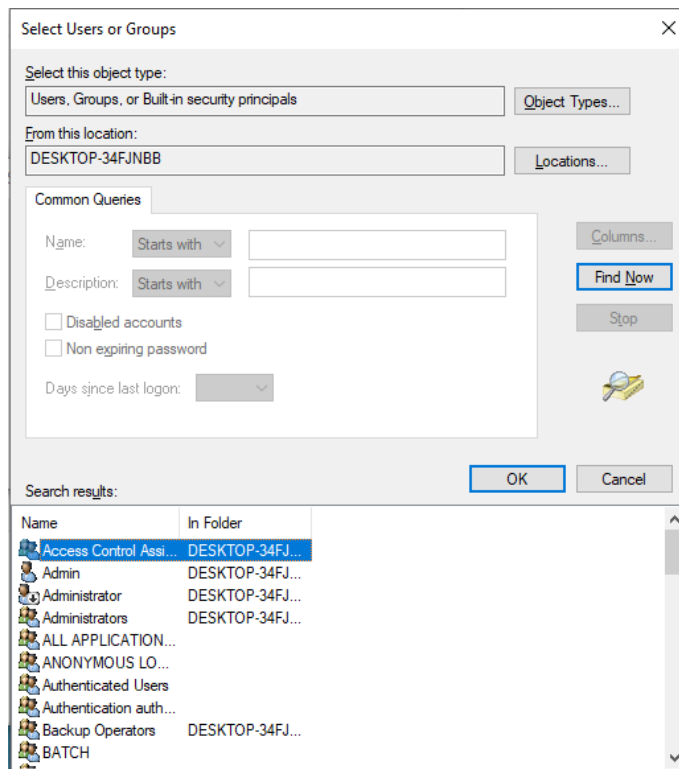 Select Users or Groups
Select this object type:
Users, Groups, or Built-in security principals
Object Types...
From this location:
DESKTOP-34FJNBB
Locations...
Common Queries
Name: Starts with
Columns...
Description: Starts with
Find Now
Disabled accounts
Stop
Non expiring password
Days since last logon:
OK Cancel
Search results:
Name In Folder
Access Control Assi... DESKTOP-34FJ...
Admin DESKTOP-34FJ...
Administrator DESKTOP-34FJ...
Administrators DESKTOP-34FJ...
ALL APPLICATION...
ANONYMOUS LO...
Authenticated Users
Authentication auth...
Backup Operators DESKTOP-34FJ...
BATCH